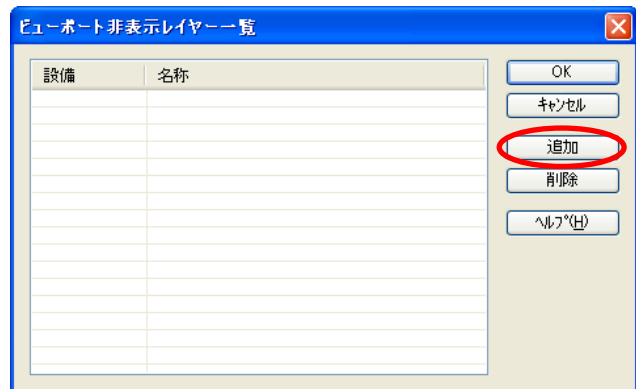 ビューポート非表示レイヤー一覧
設備 名称
OK
キャンセル
追加
削除
ヘルプ(H)